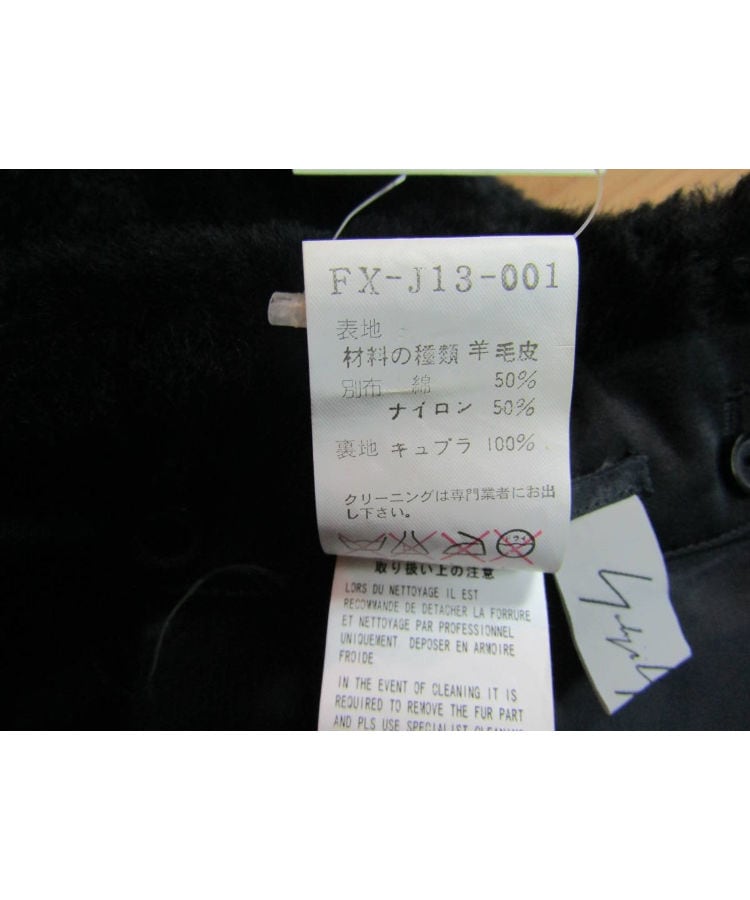 FX-J13-001
表地
材料の種類 羊毛皮
別布 綿 50%
ナイロン 50%
裏地 キュプラ 100%
クリーニングは専門業者にお出
し下さい。
ドライ
取り扱い上の注意
LORS DU NETTOYAGE IL EST
RECOMMANDE DE DETACHER LA FORRURE
ET NETTOYAGE PAR PROFESSIONNEL
UNIQUEMENT DEPOSER EN ARMOIRE
FROIDE
IN THE EVENT OF CLEANING IT IS
REQUIRED TO REMOVE THE FUR PART
AND PLS USE SPECIALIST CLEANING